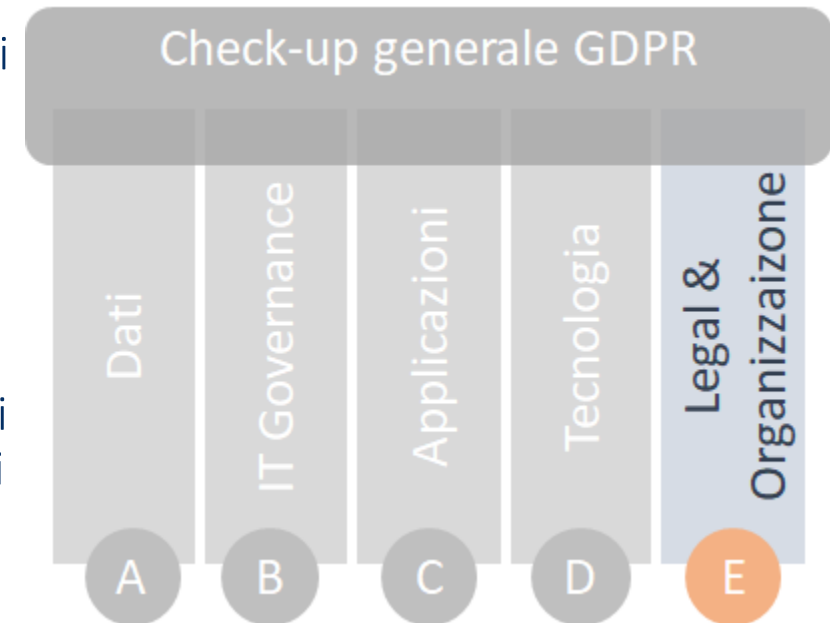 i
Check-up generale GDPR
Dati
IT Governance
Applicazioni
Tecnologia
Legal &
Organizzaizone
i
i
A
B
C
D
E